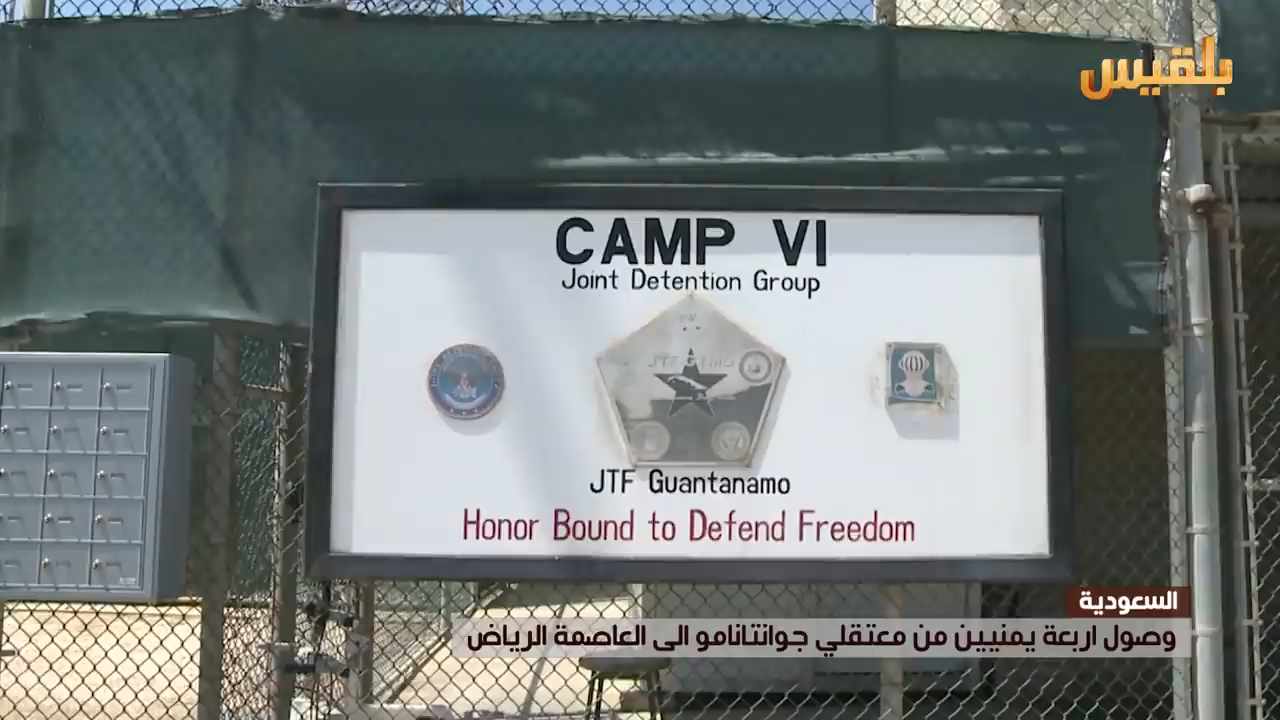 بلقيس
CAMP VI
Joint Detention Group
JTF GTMO
JTF Guantanamo
Honor Bound to Defend Freedom
السعودية
وصول اربعة يمنيين من معتقلي جوانتانامو الى العاصمة الرياض